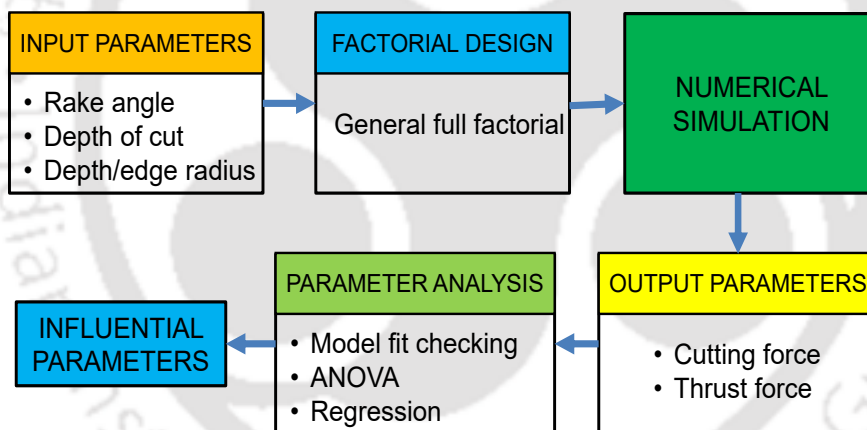 INPUT PARAMETERS
• Rake angle
• Depth of cut
• Depth/edge radius
FACTORIAL DESIGN
General full factorial
NUMERICAL
SIMULATION
OUTPUT PARAMETERS
• Cutting force
• Thrust force
PARAMETER ANALYSIS
• Model fit checking
• ANOVA
• Regression
INFLUENTIAL
PARAMETERS
Indian